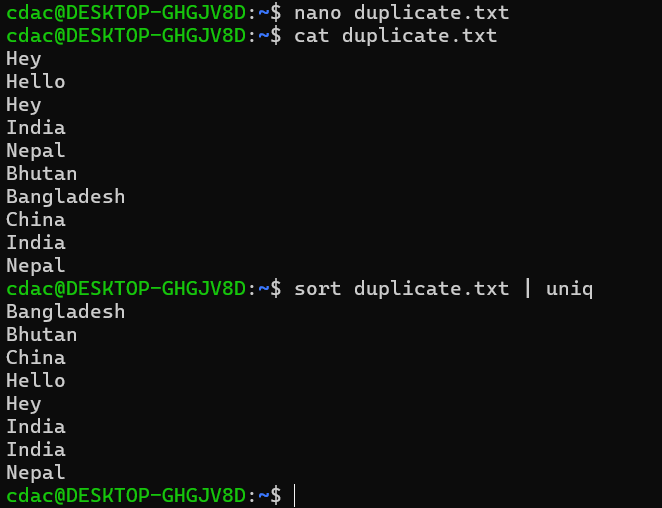 cdac@DESKTOP-GHGJV8D:~$ nano duplicate.txt
cdac@DESKTOP-GHGJV8D:~$ cat duplicate.txt
Hey
Hello
Hey
India
Nepal
Bhutan
Bangladesh
China
India
Nepal
cdac@DESKTOP-GHGJV8D:~$ sort duplicate.txt | uniq
Bangladesh
Bhutan
China
Hello
Hey
India
India
Nepal
cdac@DESKTOP-GHGJV8D:~$